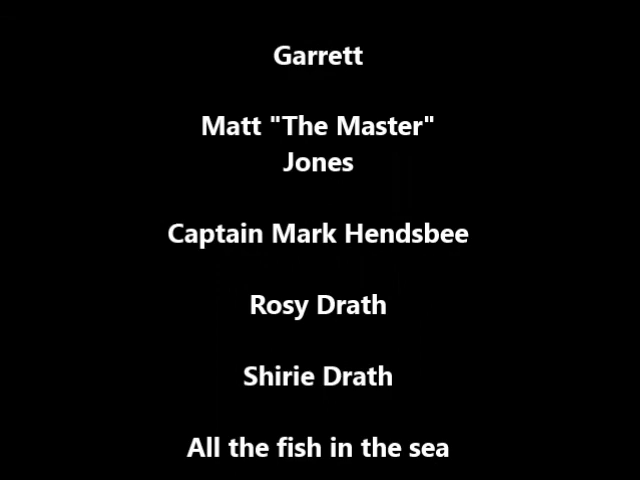 Garrett
Matt "The Master"
Jones
Captain Mark Hendsbee
Rosy Drath
Shirie Drath
All the fish in the sea